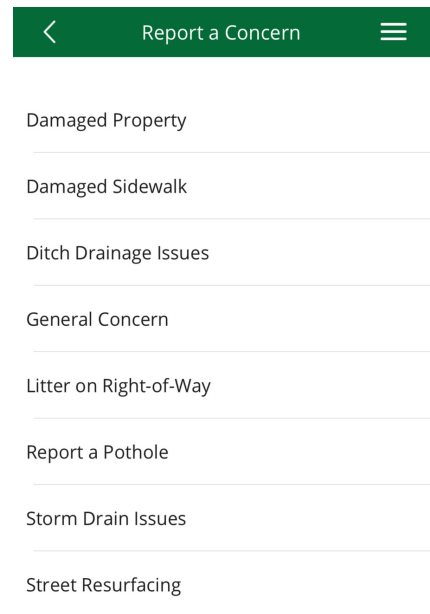 Report a Concern
Damaged Property
Damaged Sidewalk
Ditch Drainage Issues
General Concern
Litter on Right-of-Way
Report a Pothole
Storm Drain Issues
Street Resurfacing